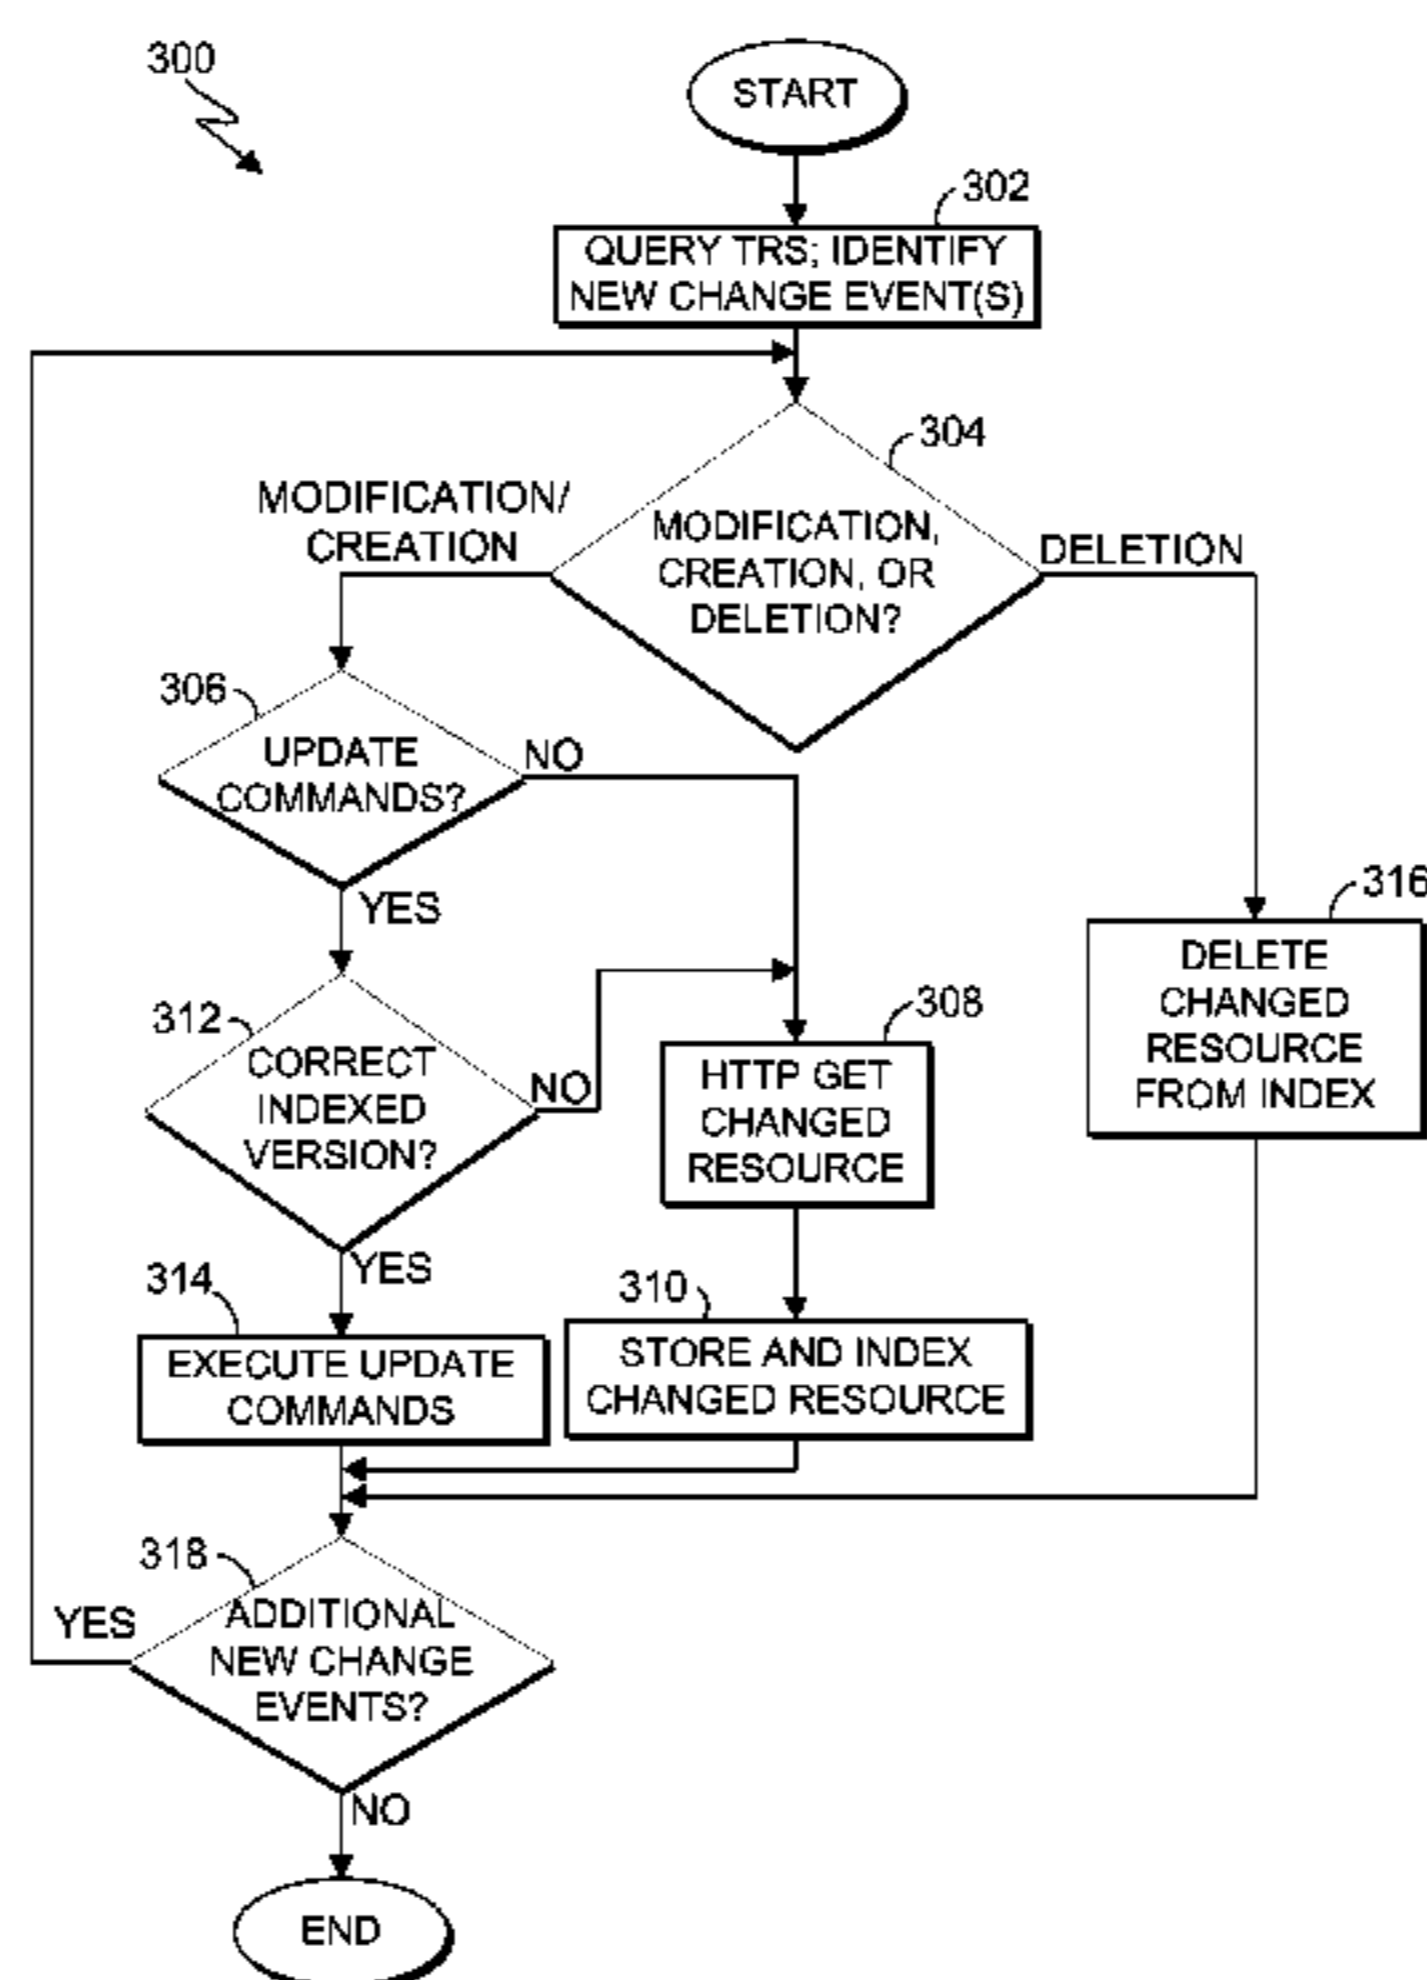 300
START
302
QUERY TRS; IDENTIFY
NEW CHANGE EVENT(S)
304
MODIFICATION/
CREATION
MODIFICATION,
CREATION, OR
DELETION?
DELETION
306
UPDATE
COMMANDS?
NO
YES
316
DELETE
CHANGED
RESOURCE
FROM INDEX
312
CORRECT
INDEXED
VERSION?
NO
308
HTTP GET
CHANGED
RESOURCE
YES
314
EXECUTE UPDATE
COMMANDS
310
STORE AND INDEX
CHANGED RESOURCE
318
YES
ADDITIONAL
NEW CHANGE
EVENTS?
NO
END